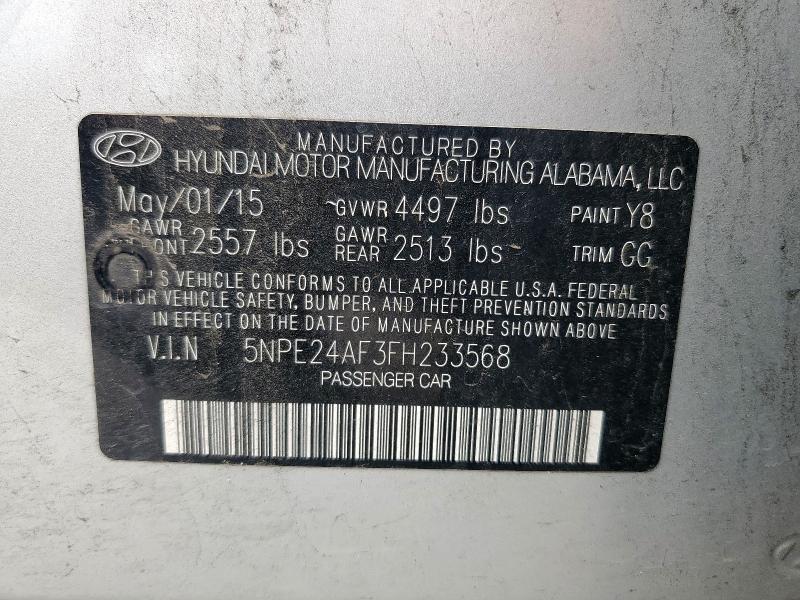 MANUFACTURED BY
HYUNDAI MOTOR MANUFACTURING ALABAMA, LLC
May/01/15 GVWR 4497 lbs PAINT Y8
GAWR FRONT 2557 lbs GAWR REAR 2513 lbs TRIM GG
THIS VEHICLE CONFORMS TO ALL APPLICABLE U.S.A. FEDERAL
MOTOR VEHICLE SAFETY, BUMPER, AND THEFT PREVENTION STANDARDS
IN EFFECT ON THE DATE OF MANUFACTURE SHOWN ABOVE
V.I.N 5NPE24AF3FH233568
PASSENGER CAR